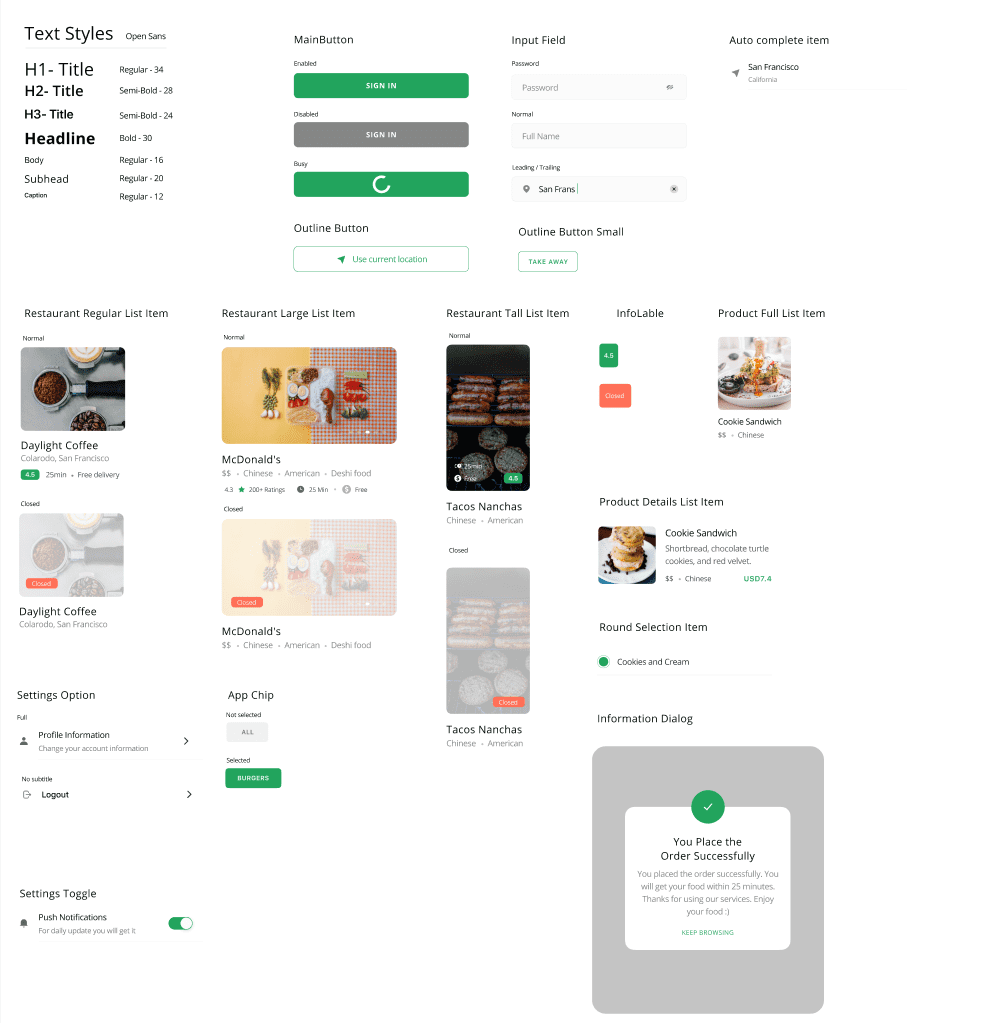 Text Styles Open Sans
H1- Title Regular - 34
H2- Title Semi-Bold - 28
H3- Title Semi-Bold - 24
Headline Bold - 30
Body Regular - 16
Subhead Regular - 20
Caption Regular - 12
MainButton
Enabled
SIGN IN
Disabled
SIGN IN
Busy
Outline Button
Use current location
Input Field
Password
Password
Normal
Full Name
Leading / Trailing
San Frans
Outline Button Small
TAKE AWAY
Auto complete item
San Francisco
California
Restaurant Regular List Item
Normal
Daylight Coffee
Colarodo, San Francisco
4.5 25min • Free delivery
Closed
Closed
Daylight Coffee
Colarodo, San Francisco
Restaurant Large List Item
Normal
McDonald's
$$ • Chinese • American • Deshi food
4.3 200+ Ratings 25 Min • Free
Closed
Closed
McDonald's
$$ • Chinese • American • Deshi food
Restaurant Tall List Item
Normal
25min
$ Free 4.5
Tacos Nanchas
Chinese • American
Closed
Closed
Tacos Nanchas
Chinese • American
InfoLable
4.5
Closed
Product Full List Item
Cookie Sandwich
$$ • Chinese
Product Details List Item
Cookie Sandwich
Shortbread, chocolate turtle
cookies, and red velvet.
$$ • Chinese USD7.4
Round Selection Item
Cookies and Cream
Settings Option
Full
Profile Information
Change your account information
No subtitle
Logout
App Chip
Not selected
ALL
Selected
BURGERS
Information Dialog
You Place the
Order Successfully
You placed the order successfully. You
will get your food within 25 minutes.
Thanks for using our services. Enjoy
your food :)
KEEP BROWSING
Settings Toggle
Push Notifications
For daily update you will get it